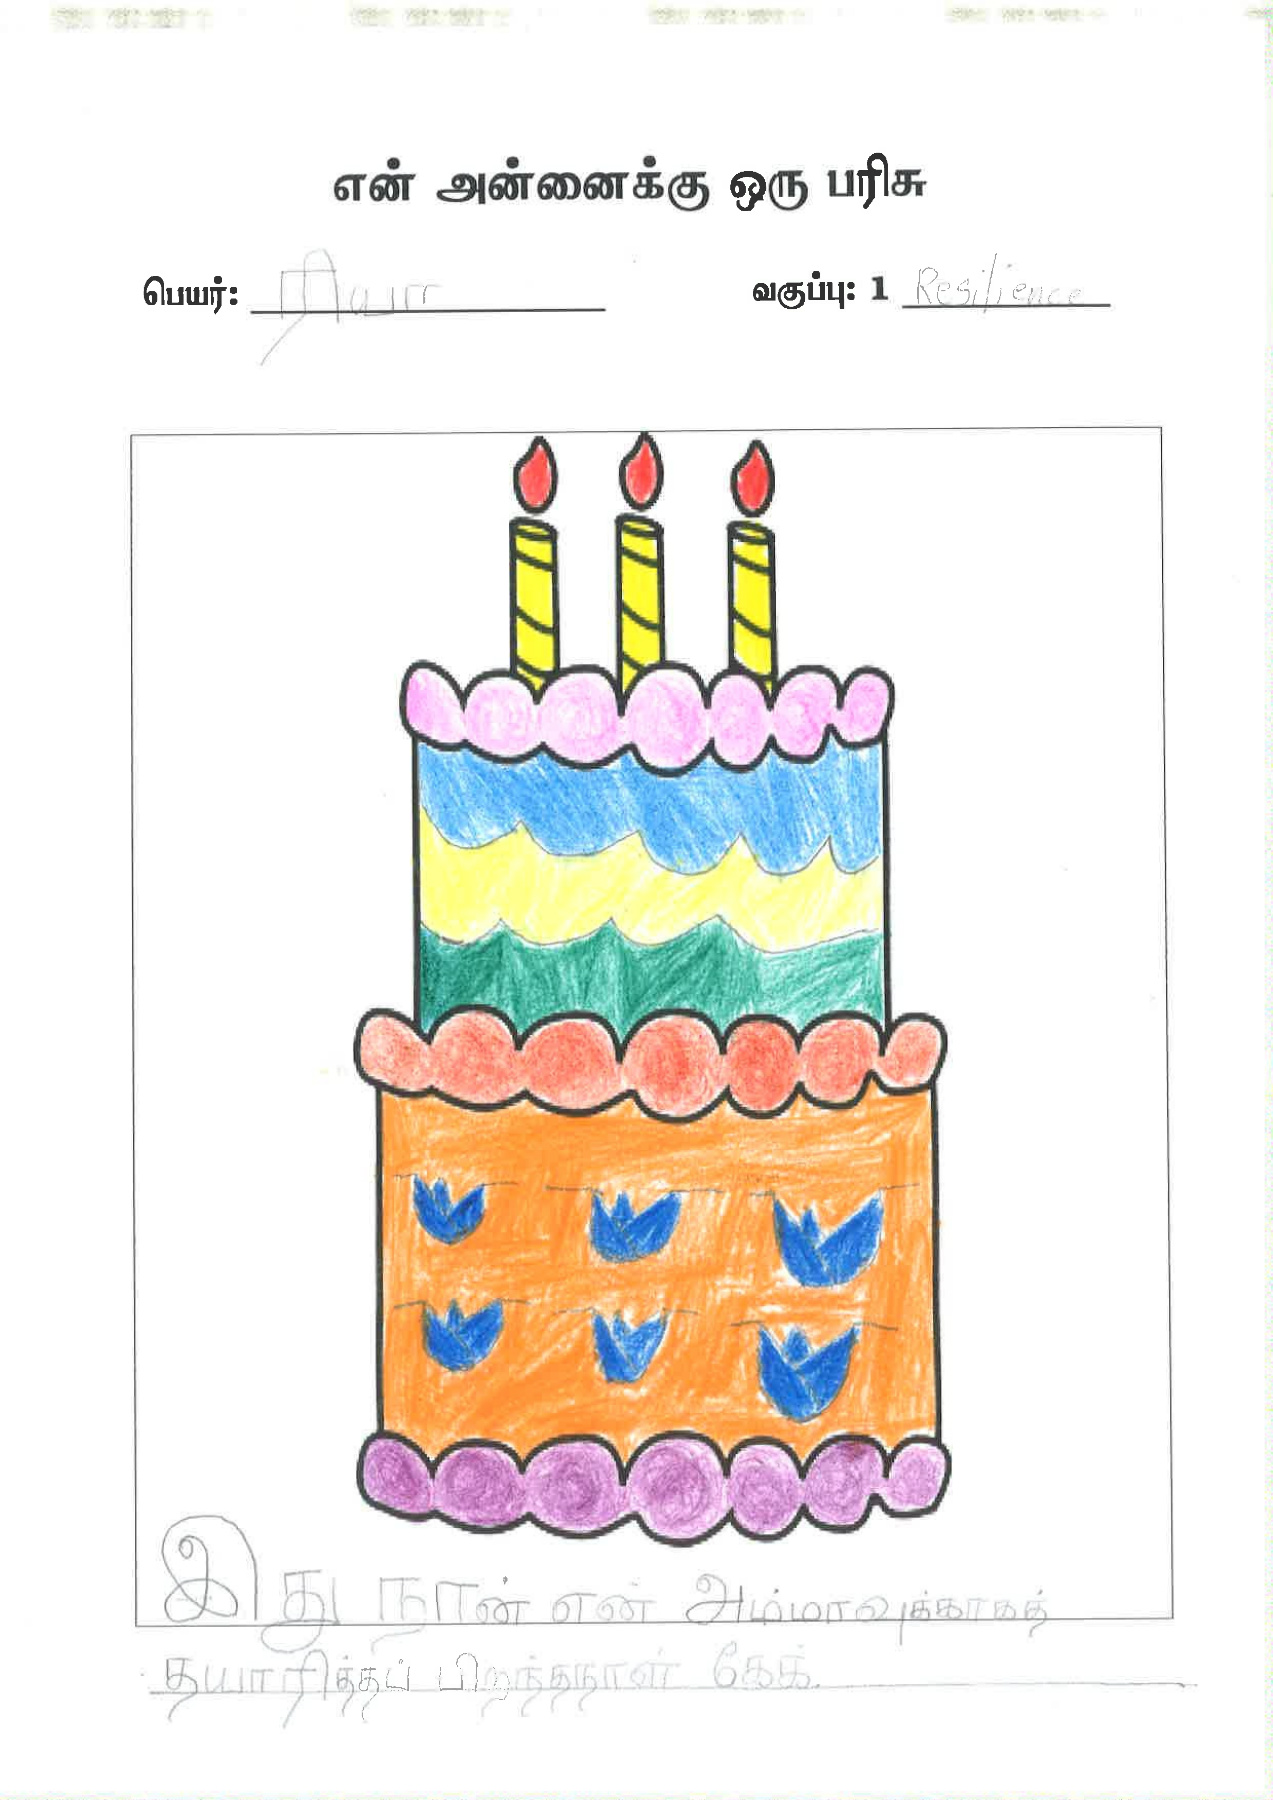 என் அன்னைக்கு ஒரு பரிசு
பெயர்: ரியா வகுப்பு: 1 Resilience
இது நான் என் அம்மாவுக்காகத்
தயாரித்தப் பிறந்தநாள் கேக்.